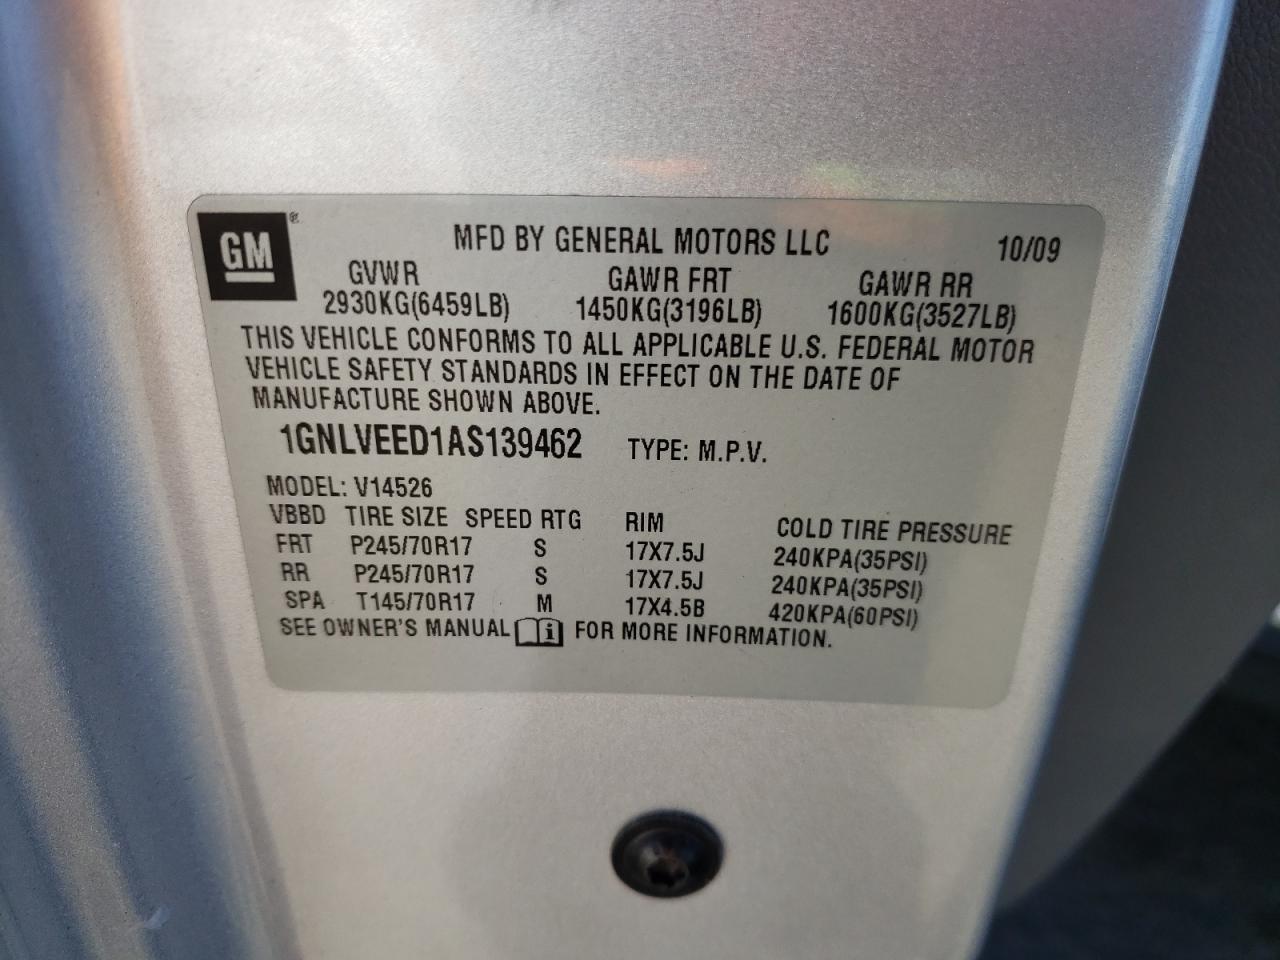 GM ® MFD BY GENERAL MOTORS LLC 10/09
GVWR GAWR FRT GAWR RR
2930KG(6459LB) 1450KG(3196LB) 1600KG(3527LB)
THIS VEHICLE CONFORMS TO ALL APPLICABLE U.S. FEDERAL MOTOR
VEHICLE SAFETY STANDARDS IN EFFECT ON THE DATE OF
MANUFACTURE SHOWN ABOVE.
1GNLVEED1AS139462 TYPE: M.P.V.
MODEL: V14526
VBBD TIRE SIZE SPEED RTG RIM COLD TIRE PRESSURE
FRT P245/70R17 S 17X7.5J 240KPA(35PSI)
RR P245/70R17 S 17X7.5J 240KPA(35PSI)
SPA T145/70R17 M 17X4.5B 420KPA(60PSI)
SEE OWNER'S MANUAL i FOR MORE INFORMATION.